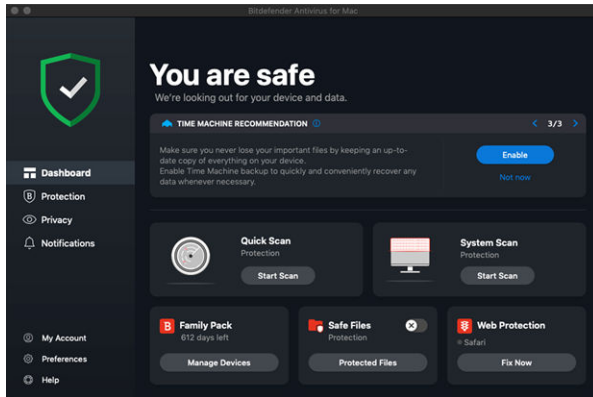 Bitdefender Antivirus for Mac
You are safe
We're looking out for your device and data.
TIME MACHINE RECOMMENDATION
3/3
Make sure you never lose your important files by keeping an up-to-
date copy of everything on your device.
Enable Time Machine backup to quickly and conveniently recover any
data whenever necessary.
Enable
Not now
Dashboard
B Protection
Privacy
Notifications
Quick Scan
Protection
Start Scan
System Scan
Protection
Start Scan
B Family Pack
612 days left
Manage Devices
Safe Files
Protection
Protected Files
Web Protection
Safari
Fix Now
My Account
Preferences
Help